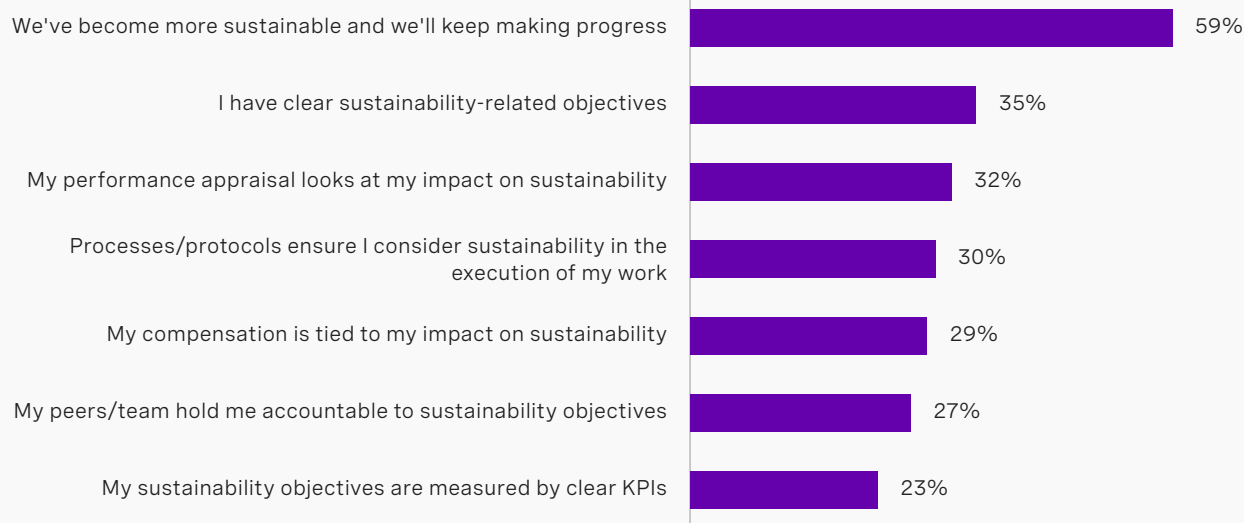 We've become more sustainable and we'll keep making progress 59%
I have clear sustainability-related objectives 35%
My performance appraisal looks at my impact on sustainability 32%
Processes/protocols ensure I consider sustainability in the
execution of my work 30%
My compensation is tied to my impact on sustainability 29%
My peers/team hold me accountable to sustainability objectives 27%
My sustainability objectives are measured by clear KPIs 23%